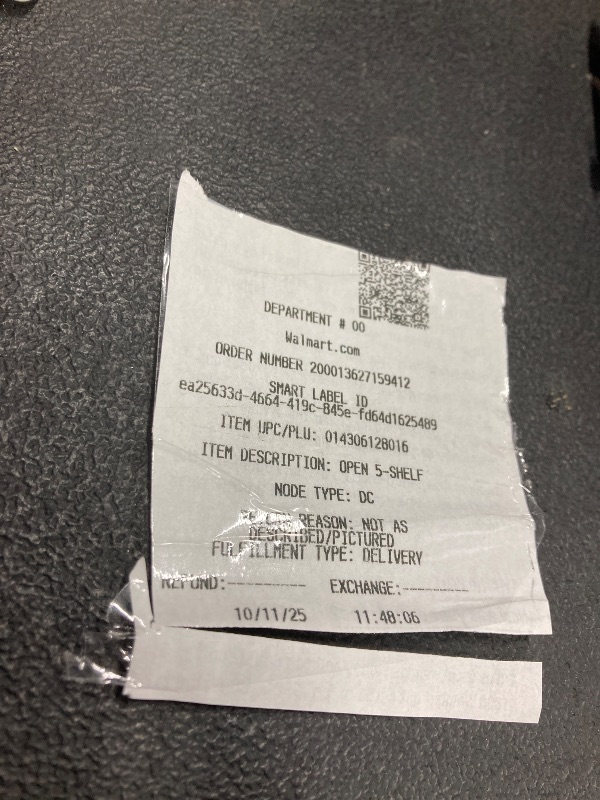 DEPARTMENT # 00
Walmart.com
ORDER NUMBER 200013627159412
SMART LABEL ID
ea25633d-4664-419c-845e-fd64d1625489
ITEM UPC/PLU: 014306128016
ITEM DESCRIPTION: OPEN 5-SHELF
NODE TYPE: DC
REASON: NOT AS
DESCRIBED/PICTURED
FULFILLMENT TYPE: DELIVERY
REFUND:----------- EXCHANGE:-----------
10/11/25 11:48:06